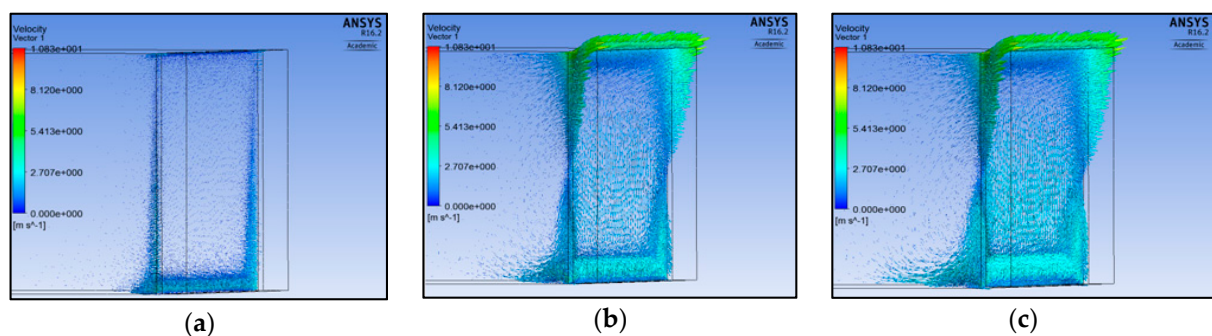 Velocity
Vector 1
1.083e+001
8.120e+000
5.413e+000
2.707e+000
0.000e+000
[m s^-1]
ANSYS
R16.2
Academic
(a)
Velocity
Vector 1
1.083e+001
8.120e+000
5.413e+000
2.707e+000
0.000e+000
[m s^-1]
ANSYS
R16.2
Academic
(b)
Velocity
Vector 1
1.083e+001
8.120e+000
5.413e+000
2.707e+000
0.000e+000
[m s^-1]
ANSYS
R16.2
Academic
(c)